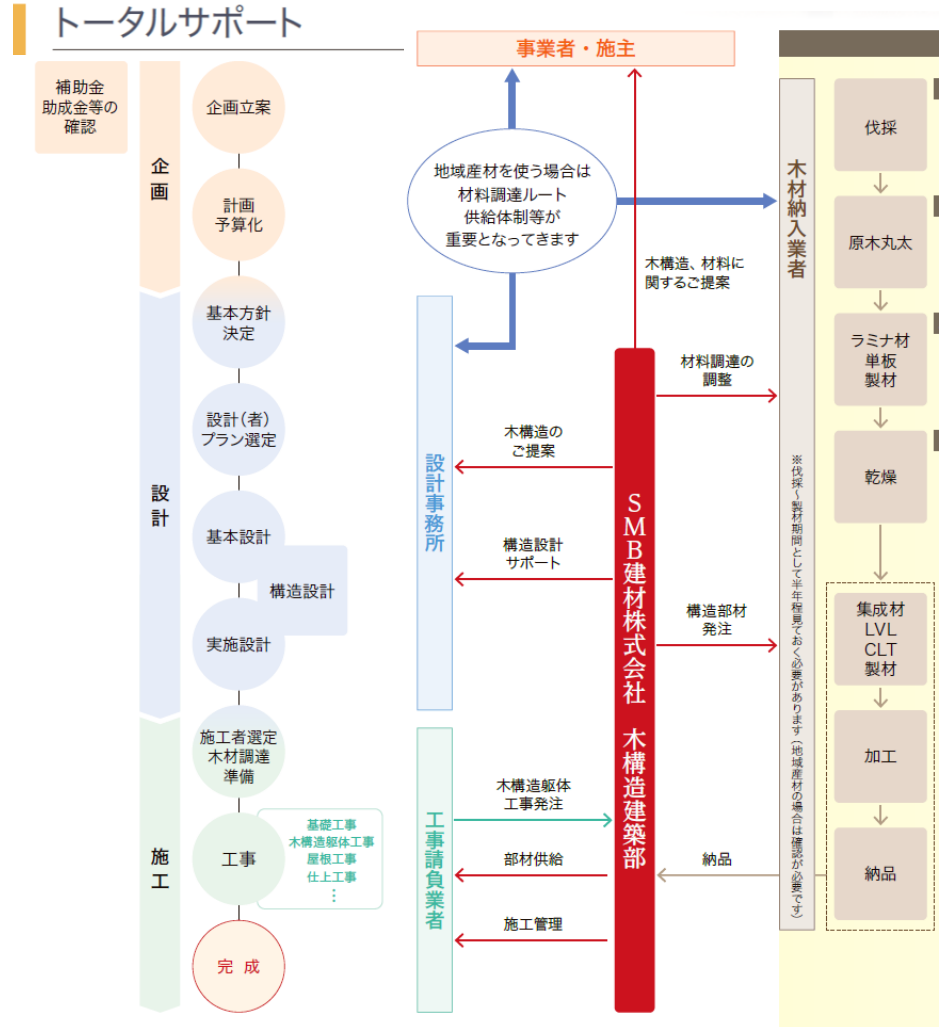 トータルサポート
補助金
助成金等の
確認
企画
企画立案
計画
予算化
設計
基本方針
決定
設計(者)
プラン選定
基本設計
構造設計
実施設計
施工
施工者選定
木材調達
準備
工事
基礎工事
木構造躯体工事
屋根工事
仕上工事
⋮
完成
事業者・施主
地域産材を使う場合は
材料調達ルート
供給体制等が
重要となってきます
木構造、材料に
関するご提案
設計事務所
木構造の
ご提案
構造設計
サポート
工事請負業者
木構造躯体
工事発注
部材供給
施工管理
SMB建材株式会社 木構造建築部
材料調達の
調整
構造部材
発注
納品
木材納入業者
※伐採~製材期間として半年程見ておく必要があります(地域産材の場合は確認が必要です)
伐採
原木丸太
ラミナ材
単板
製材
乾燥
集成材
LVL
CLT
製材
加工
納品